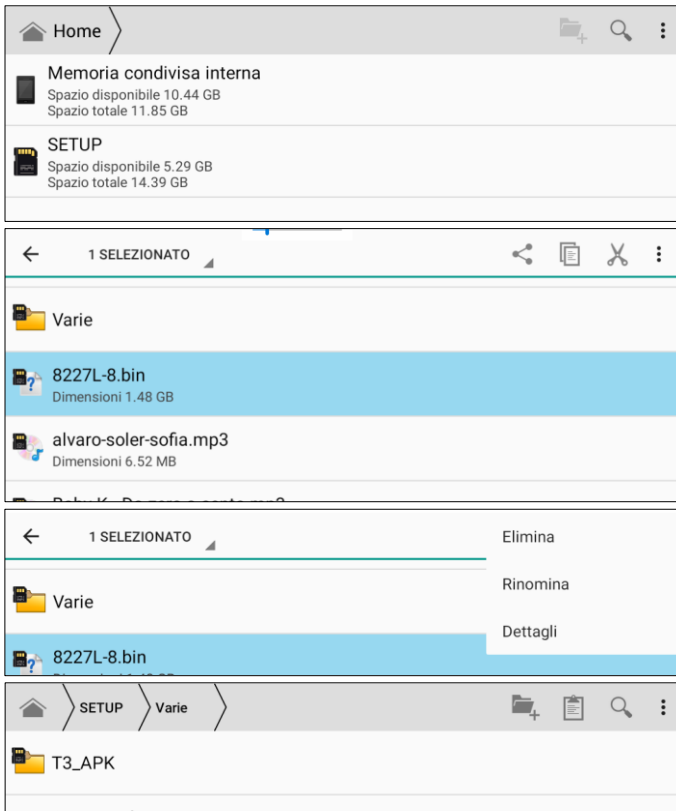 Home
Memoria condivisa interna
Spazio disponibile 10.44 GB
Spazio totale 11.85 GB
SETUP
Spazio disponibile 5.29 GB
Spazio totale 14.39 GB
1 SELEZIONATO
Varie
8227L-8.bin
Dimensioni 1.48 GB
alvaro-soler-sofia.mp3
Dimensioni 6.52 MB
1 SELEZIONATO
Elimina
Varie
Rinomina
Dettagli
8227L-8.bin
SETUP
Varie
T3_APK